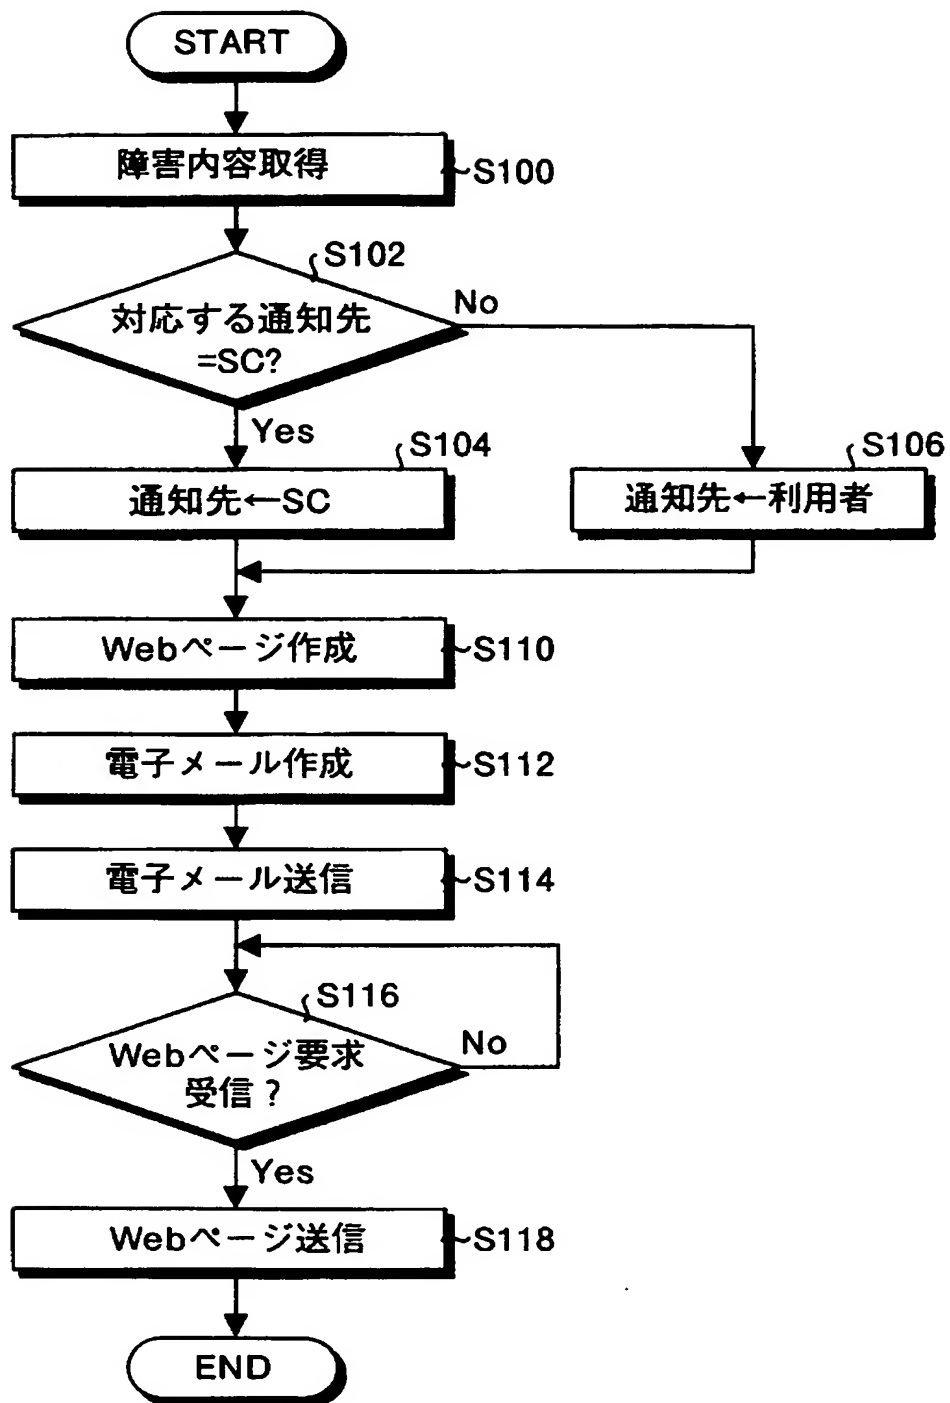 START
障害内容取得
S100
S102
対応する通知先
=SC?
No
Yes
S104
通知先←SC
S106
通知先←利用者
Webページ作成
S110
電子メール作成
S112
電子メール送信
S114
S116
Webページ要求
受信?
No
Yes
Webページ送信
S118
END